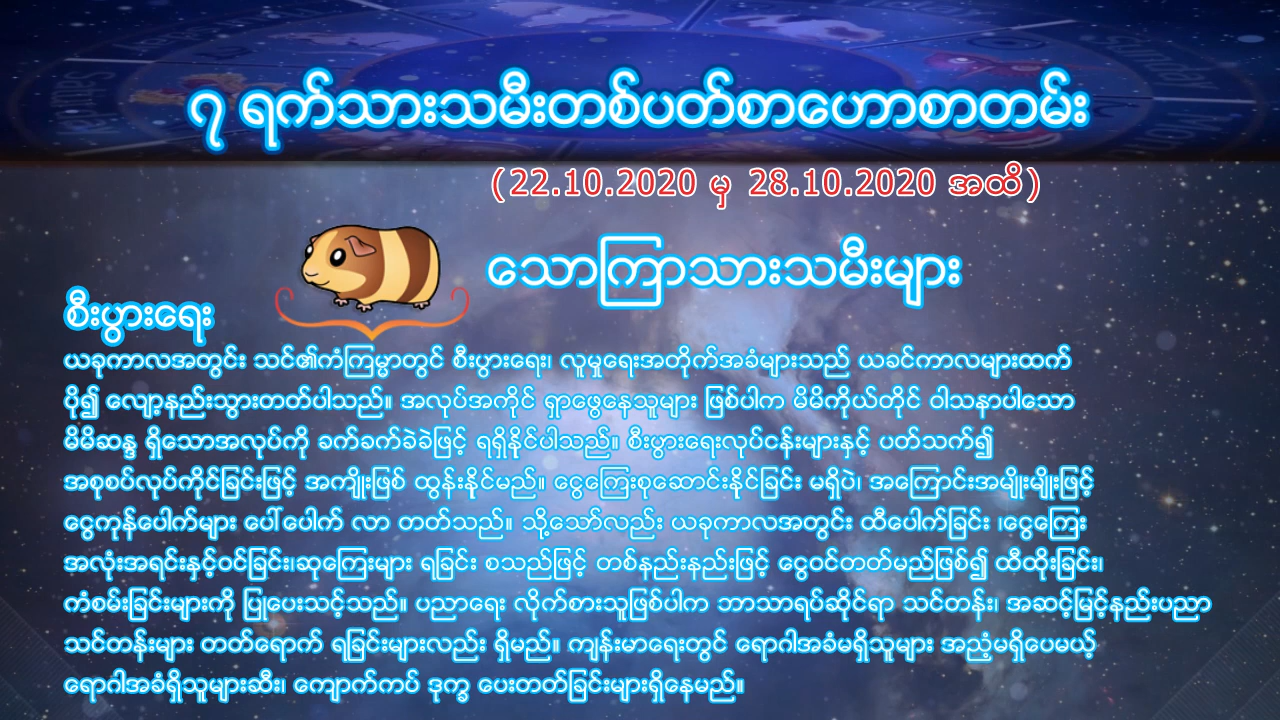 ၇ ရက်သားသမီးတစ်ပတ်စာဟောစာတမ်း
(22.10.2020 မှ 28.10.2020 အထိ)
သောကြာသားသမီးများ
စီးပွားရေး
ယခုကာလအတွင်း သင်၏ကံကြမ္မာတွင် စီးပွားရေး၊ လူမှုရေးအတိုက်အခံများသည် ယခင်ကာလများထက်
ပို၍ လျော့နည်းသွားတတ်ပါသည်။ အလုပ်အကိုင် ရှာဖွေနေသူများ ဖြစ်ပါက မိမိကိုယ်တိုင် ဝါသနာပါသော
မိမိဆန္ဒ ရှိသောအလုပ်ကို ခက်ခက်ခဲခဲဖြင့် ရရှိနိုင်ပါသည်။ စီးပွားရေးလုပ်ငန်းများနှင့် ပတ်သက်၍
အစုစပ်လုပ်ကိုင်ခြင်းဖြင့် အကျိုးဖြစ် ထွန်းနိုင်မည်။ ငွေကြေးစုဆောင်းနိုင်ခြင်း မရှိပဲ၊ အကြောင်းအမျိုးမျိုးဖြင့်
ငွေကုန်ပေါက်များ ပေါ်ပေါက် လာ တတ်သည်။ သို့သော်လည်း ယခုကာလအတွင်း ထီပေါက်ခြင်း ၊ငွေကြေး
အလုံးအရင်းနှင့်ဝင်ခြင်း၊ဆုကြေးများ ရခြင်း စသည်ဖြင့် တစ်နည်းနည်းဖြင့် ငွေဝင်တတ်မည်ဖြစ်၍ ထီထိုးခြင်း၊
ကံစမ်းခြင်းများကို ပြုပေးသင့်သည်။ ပညာရေး လိုက်စားသူဖြစ်ပါက ဘာသာရပ်ဆိုင်ရာ သင်တန်း၊ အဆင့်မြင့်နည်းပညာ
သင်တန်းများ တတ်ရောက် ရခြင်းများလည်း ရှိမည်။ ကျန်းမာရေးတွင် ရောဂါအခံမရှိသူများ အညံ့မရှိပေမယ့်
ရောဂါအခံရှိသူများဆီး၊ ကျောက်ကပ် ဒုက္ခ ပေးတတ်ခြင်းများရှိနေမည်။